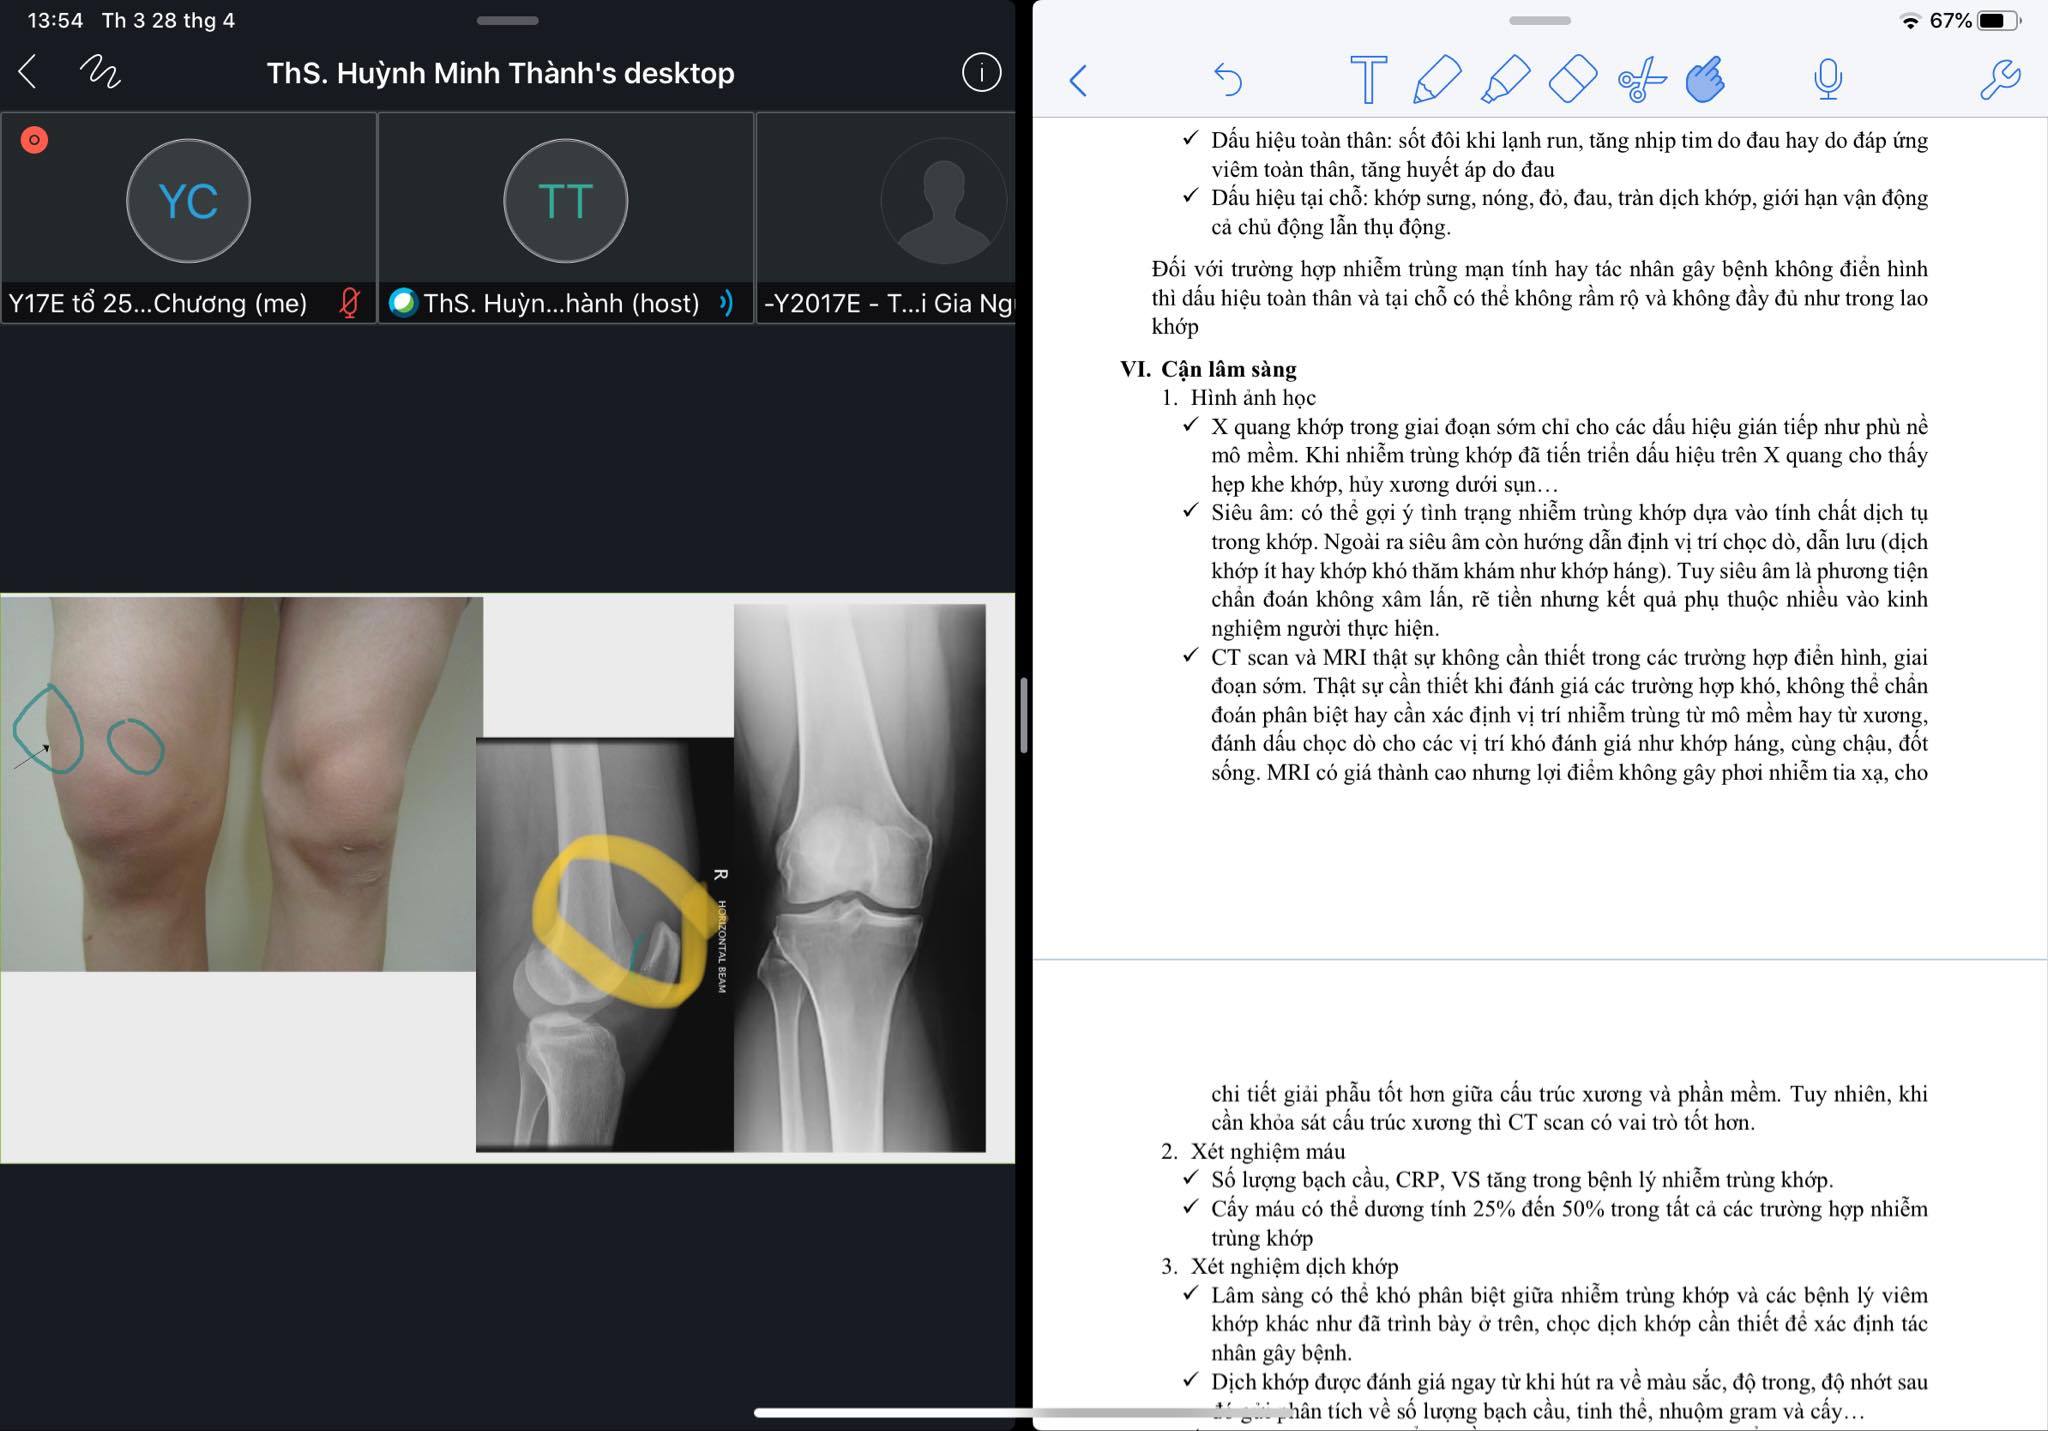 13:54 Th 3 28 thg 4
ThS. Huỳnh Minh Thành's desktop
YC
TT
Y17E tổ 25...Chương (me)
ThS. Huỳn...hành (host)
-Y2017E - T...i Gia Ng
R
HORIZONTAL BEAM
67%
✓ Dấu hiệu toàn thân: sốt đôi khi lạnh run, tăng nhịp tim do đau hay do đáp ứng
viêm toàn thân, tăng huyết áp do đau
✓ Dấu hiệu tại chỗ: khớp sưng, nóng, đỏ, đau, tràn dịch khớp, giới hạn vận động
cả chủ động lẫn thụ động.
Đối với trường hợp nhiễm trùng mạn tính hay tác nhân gây bệnh không điển hình
thì dấu hiệu toàn thân và tại chỗ có thể không rầm rộ và không đầy đủ như trong lao
khớp
VI. Cận lâm sàng
1. Hình ảnh học
✓ X quang khớp trong giai đoạn sớm chỉ cho các dấu hiệu gián tiếp như phù nề
mô mềm. Khi nhiễm trùng khớp đã tiến triển dấu hiệu trên X quang cho thấy
hẹp khe khớp, hủy xương dưới sụn…
✓ Siêu âm: có thể gợi ý tình trạng nhiễm trùng khớp dựa vào tính chất dịch tụ
trong khớp. Ngoài ra siêu âm còn hướng dẫn định vị trí chọc dò, dẫn lưu (dịch
khớp ít hay khớp khó thăm khám như khớp háng). Tuy siêu âm là phương tiện
chẩn đoán không xâm lấn, rẽ tiền nhưng kết quả phụ thuộc nhiều vào kinh
nghiệm người thực hiện.
✓ CT scan và MRI thật sự không cần thiết trong các trường hợp điển hình, giai
đoạn sớm. Thật sự cần thiết khi đánh giá các trường hợp khó, không thể chẩn
đoán phân biệt hay cần xác định vị trí nhiễm trùng từ mô mềm hay từ xương,
đánh dấu chọc dò cho các vị trí khó đánh giá như khớp háng, cùng chậu, đốt
sống. MRI có giá thành cao nhưng lợi điểm không gây phơi nhiễm tia xạ, cho
chi tiết giải phẫu tốt hơn giữa cấu trúc xương và phần mềm. Tuy nhiên, khi
cần khỏa sát cấu trúc xương thì CT scan có vai trò tốt hơn.
2. Xét nghiệm máu
✓ Số lượng bạch cầu, CRP, VS tăng trong bệnh lý nhiễm trùng khớp.
✓ Cấy máu có thể dương tính 25% đến 50% trong tất cả các trường hợp nhiễm
trùng khớp
3. Xét nghiệm dịch khớp
✓ Lâm sàng có thể khó phân biệt giữa nhiễm trùng khớp và các bệnh lý viêm
khớp khác như đã trình bày ở trên, chọc dịch khớp cần thiết để xác định tác
nhân gây bệnh.
✓ Dịch khớp được đánh giá ngay từ khi hút ra về màu sắc, độ trong, độ nhớt sau
đó gửi phân tích về số lượng bạch cầu, tinh thể, nhuộm gram và cấy…